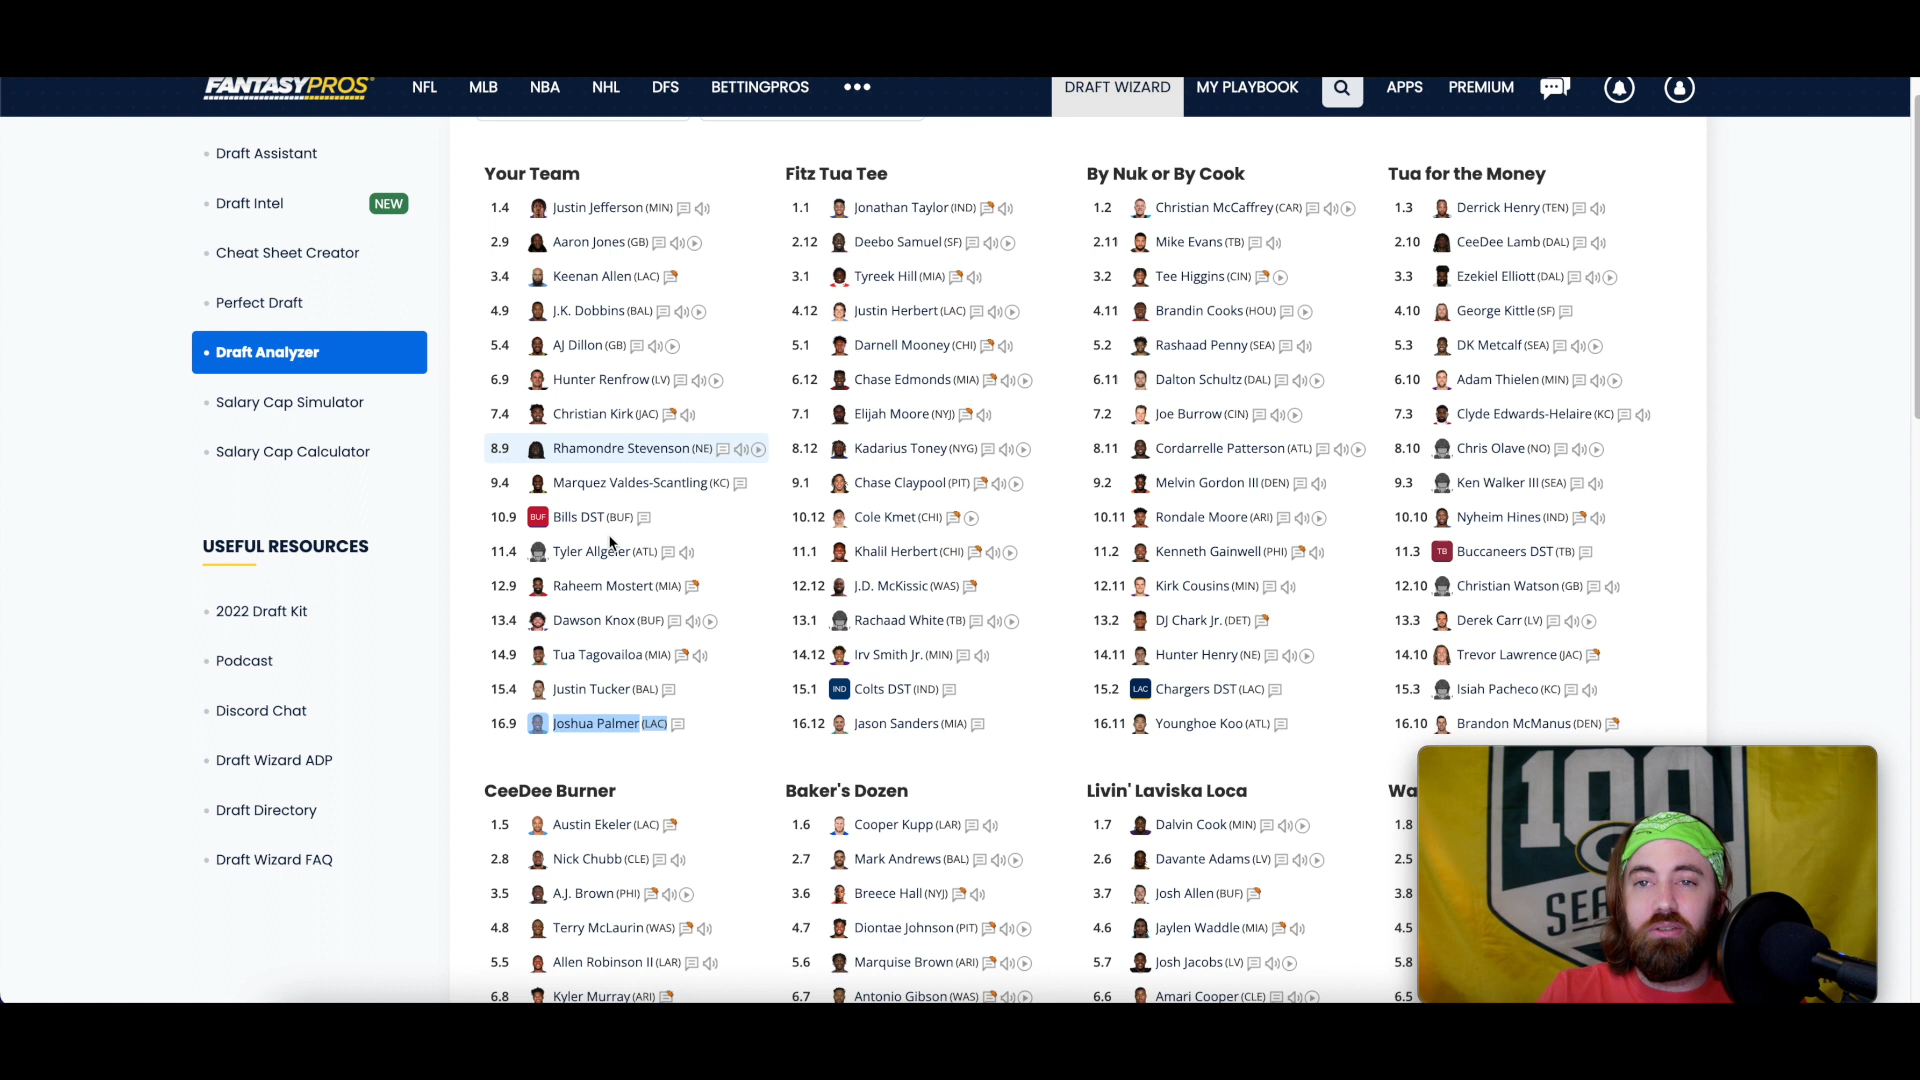 FANTASYPROS NFL MLB NBA NHL DFS BETTINGPROS DRAFT WIZARD MY PLAYBOOK APPS PREMIUM
Draft Assistant
Draft Intel NEW
Cheat Sheet Creator
Perfect Draft
Draft Analyzer
Salary Cap Simulator
Salary Cap Calculator
USEFUL RESOURCES
2022 Draft Kit
Podcast
Discord Chat
Draft Wizard ADP
Draft Directory
Draft Wizard FAQ
Your Team
1.4 Justin Jefferson (MIN)
2.9 Aaron Jones (GB)
3.4 Keenan Allen (LAC)
4.9 J.K. Dobbins (BAL)
5.4 AJ Dillon (GB)
6.9 Hunter Renfrow (LV)
7.4 Christian Kirk (JAC)
8.9 Rhamondre Stevenson (NE)
9.4 Marquez Valdes-Scantling (KC)
10.9 BUF Bills DST (BUF)
11.4 Tyler Allgeier (ATL)
12.9 Raheem Mostert (MIA)
13.4 Dawson Knox (BUF)
14.9 Tua Tagovailoa (MIA)
15.4 Justin Tucker (BAL)
16.9 Joshua Palmer (LAC)
Fitz Tua Tee
1.1 Jonathan Taylor (IND)
2.12 Deebo Samuel (SF)
3.1 Tyreek Hill (MIA)
4.12 Justin Herbert (LAC)
5.1 Darnell Mooney (CHI)
6.12 Chase Edmonds (MIA)
7.1 Elijah Moore (NYJ)
8.12 Kadarius Toney (NYG)
9.1 Chase Claypool (PIT)
10.12 Cole Kmet (CHI)
11.1 Khalil Herbert (CHI)
12.12 J.D. McKissic (WAS)
13.1 Rachaad White (TB)
14.12 Irv Smith Jr. (MIN)
15.1 IND Colts DST (IND)
16.12 Jason Sanders (MIA)
By Nuk or By Cook
1.2 Christian McCaffrey (CAR)
2.11 Mike Evans (TB)
3.2 Tee Higgins (CIN)
4.11 Brandin Cooks (HOU)
5.2 Rashaad Penny (SEA)
6.11 Dalton Schultz (DAL)
7.2 Joe Burrow (CIN)
8.11 Cordarrelle Patterson (ATL)
9.2 Melvin Gordon III (DEN)
10.11 Rondale Moore (ARI)
11.2 Kenneth Gainwell (PHI)
12.11 Kirk Cousins (MIN)
13.2 DJ Chark Jr. (DET)
14.11 Hunter Henry (NE)
15.2 LAC Chargers DST (LAC)
16.11 Younghoe Koo (ATL)
Tua for the Money
1.3 Derrick Henry (TEN)
2.10 CeeDee Lamb (DAL)
3.3 Ezekiel Elliott (DAL)
4.10 George Kittle (SF)
5.3 DK Metcalf (SEA)
6.10 Adam Thielen (MIN)
7.3 Clyde Edwards-Helaire (KC)
8.10 Chris Olave (NO)
9.3 Ken Walker III (SEA)
10.10 Nyheim Hines (IND)
11.3 TB Buccaneers DST (TB)
12.10 Christian Watson (GB)
13.3 Derek Carr (LV)
14.10 Trevor Lawrence (JAC)
15.3 Isiah Pacheco (KC)
16.10 Brandon McManus (DEN)
CeeDee Burner
1.5 Austin Ekeler (LAC)
2.8 Nick Chubb (CLE)
3.5 A.J. Brown (PHI)
4.8 Terry McLaurin (WAS)
5.5 Allen Robinson II (LAR)
6.8 Kyler Murray (ARI)
Baker's Dozen
1.6 Cooper Kupp (LAR)
2.7 Mark Andrews (BAL)
3.6 Breece Hall (NYJ)
4.7 Diontae Johnson (PIT)
5.6 Marquise Brown (ARI)
6.7 Antonio Gibson (WAS)
Livin' Laviska Loca
1.7 Dalvin Cook (MIN)
2.6 Davante Adams (LV)
3.7 Josh Allen (BUF)
4.6 Jaylen Waddle (MIA)
5.7 Josh Jacobs (LV)
6.6 Amari Cooper (CLE)
Wa
1.8
2.5
3.8
4.5
5.8
6.5
100
SEA